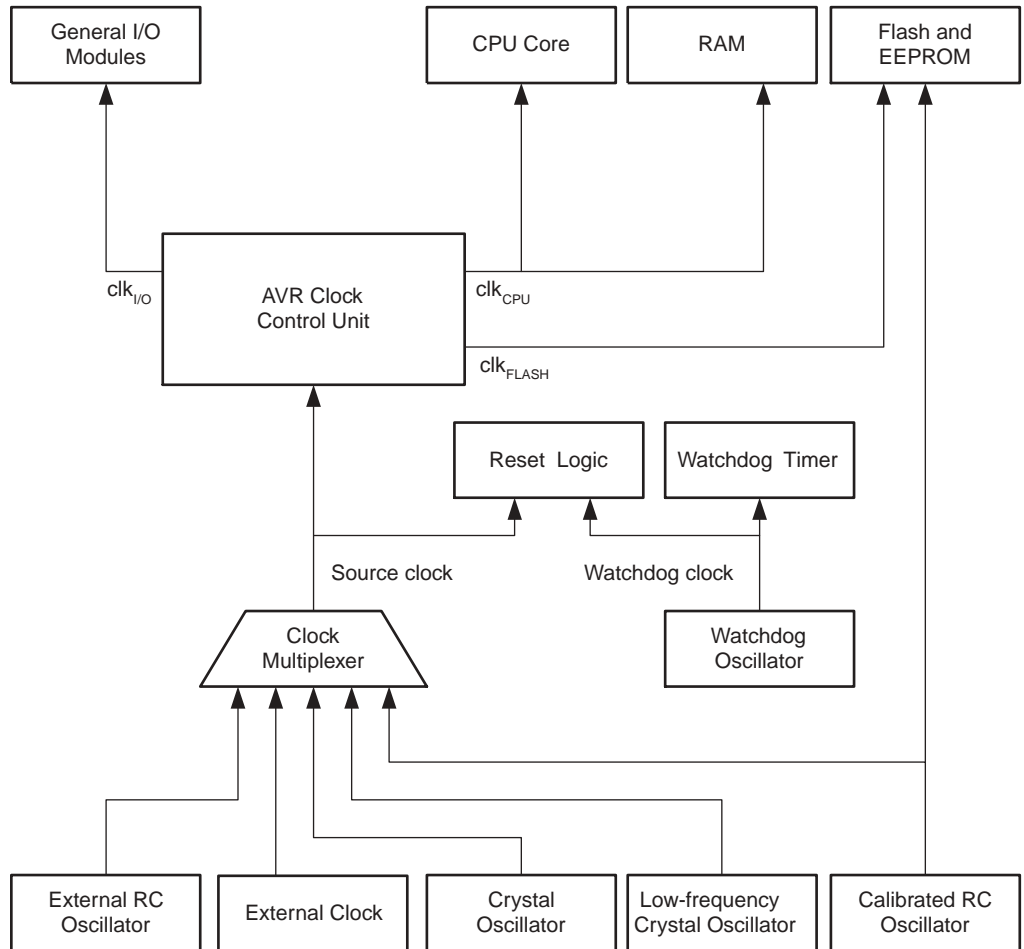 General I/O
Modules
CPU Core
RAM
Flash and
EEPROM
clkI/O
AVR Clock
Control Unit
clkCPU
clkFLASH
Reset Logic
Watchdog Timer
Source clock
Watchdog clock
Clock
Multiplexer
Watchdog
Oscillator
External RC
Oscillator
External Clock
Crystal
Oscillator
Low-frequency
Crystal Oscillator
Calibrated RC
Oscillator